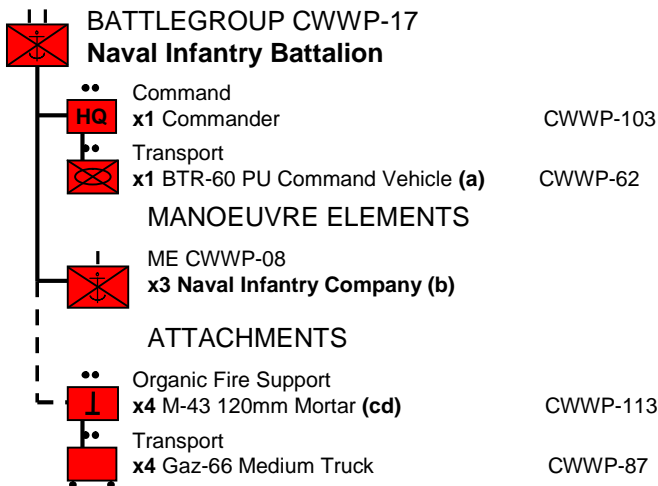 BATTLEGROUP CWWP-17
Naval Infantry Battalion
Command
HQ x1 Commander CWWP-103
Transport
x1 BTR-60 PU Command Vehicle (a) CWWP-62
MANOEUVRE ELEMENTS
ME CWWP-08
x3 Naval Infantry Company (b)
ATTACHMENTS
Organic Fire Support
x4 M-43 120mm Mortar (cd) CWWP-113
Transport
x4 Gaz-66 Medium Truck CWWP-87